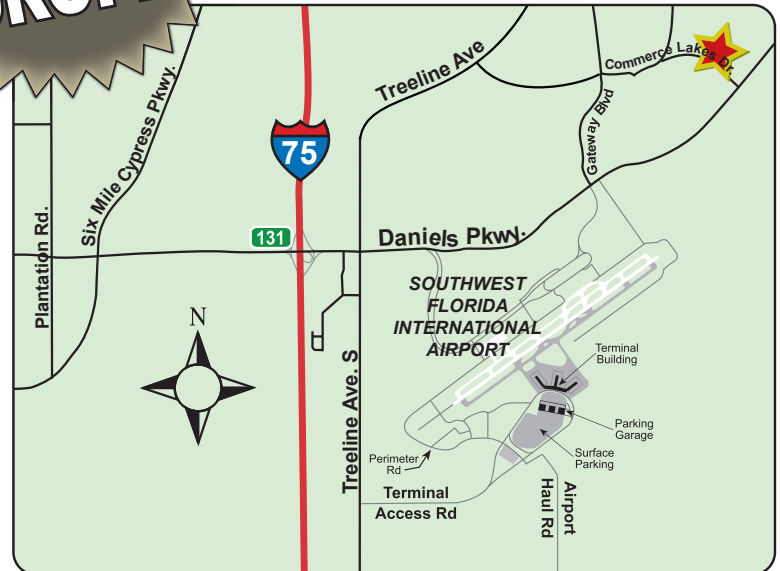 Six Mile Cypress Pkwy.
Plantation Rd.
75
131
Treeline Ave
Commerce Lakes Dr.
Gateway Blvd
Daniels Pkwy.
SOUTHWEST
FLORIDA
INTERNATIONAL
AIRPORT
N
Treeline Ave. S
Terminal
Building
Parking
Garage
Surface
Parking
Perimeter
Rd
Terminal
Access Rd
Airport
Haul Rd